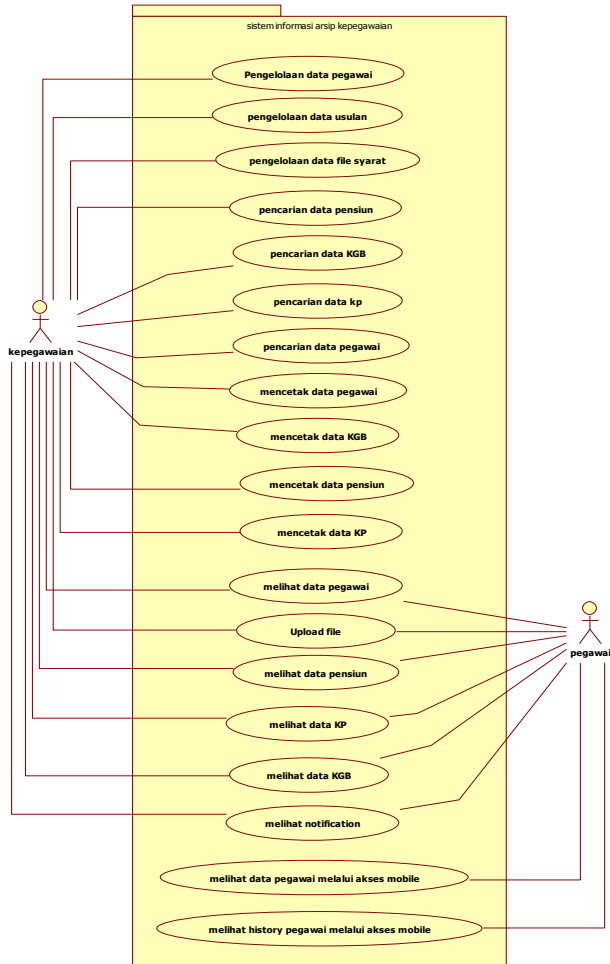 sistem informasi arsip kepegawaian
Pengelolaan data pegawai
pengelolaan data usulan
pengelolaan data file syarat
pencarian data pensiun
pencarian data KGB
pencarian data kp
kepegawaian
pencarian data pegawai
mencetak data pegawai
mencetak data KGB
mencetak data pensiun
mencetak data KP
melihat data pegawai
Upload file
pegawai
melihat data pensiun
melihat data KP
melihat data KGB
melihat notification
melihat data pegawai melalui akses mobile
melihat history pegawai melalui akses mobile